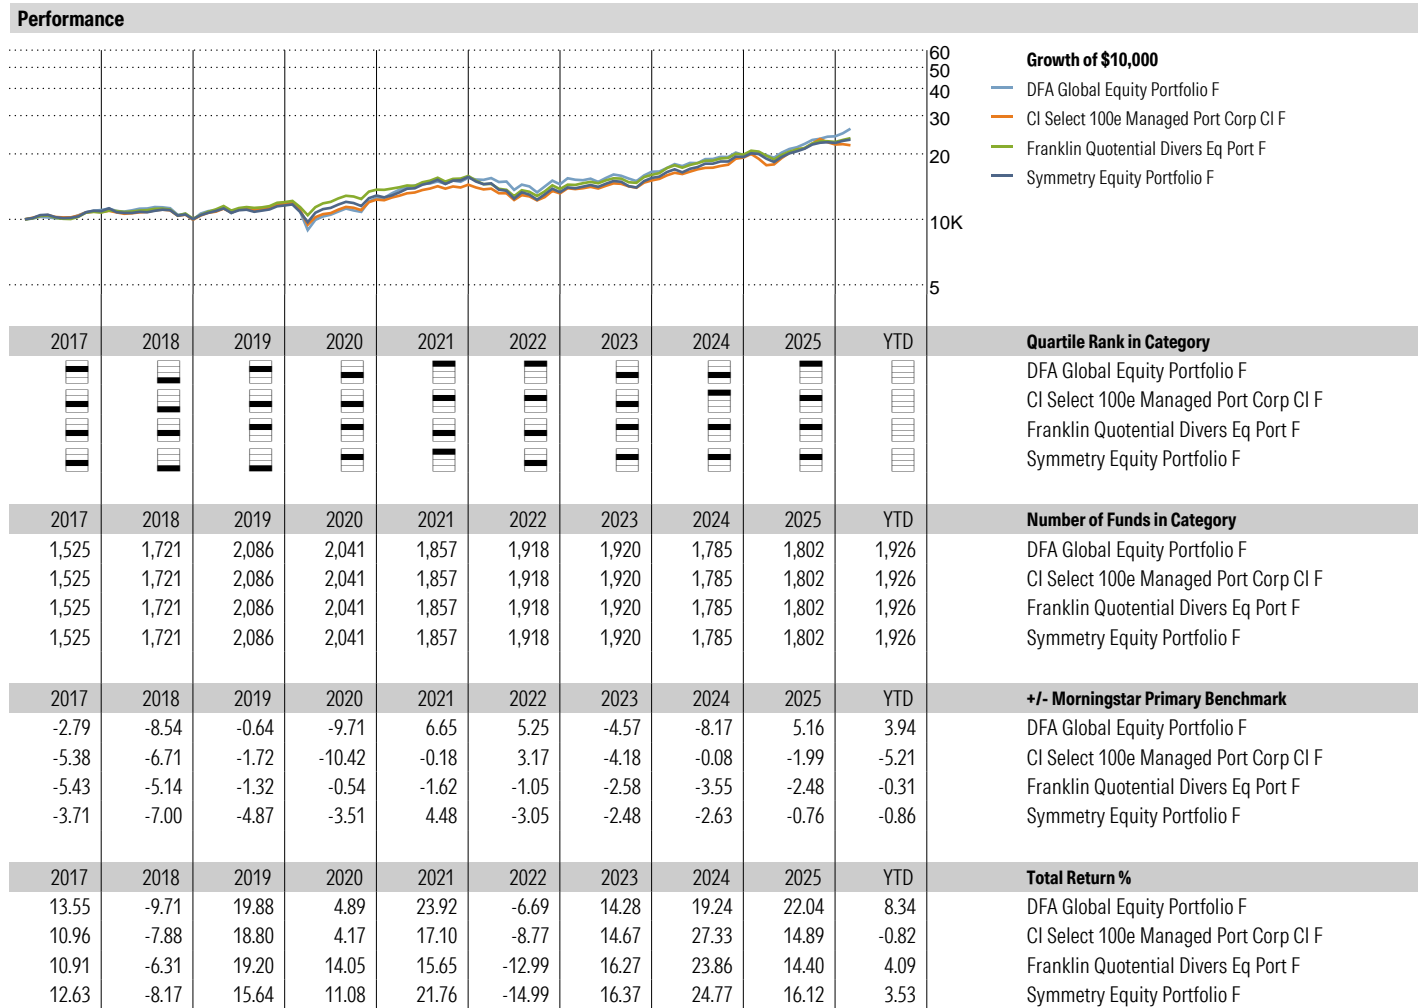 Performance
60
50
40
30
20
10K
5
Growth of $10,000
DFA Global Equity Portfolio F
CI Select 100e Managed Port Corp Cl F
Franklin Quotential Divers Eq Port F
Symmetry Equity Portfolio F
2017 2018 2019 2020 2021 2022 2023 2024 2025 YTD Quartile Rank in Category
DFA Global Equity Portfolio F
CI Select 100e Managed Port Corp Cl F
Franklin Quotential Divers Eq Port F
Symmetry Equity Portfolio F
2017 2018 2019 2020 2021 2022 2023 2024 2025 YTD Number of Funds in Category
1,525 1,721 2,086 2,041 1,857 1,918 1,920 1,785 1,802 1,926 DFA Global Equity Portfolio F
1,525 1,721 2,086 2,041 1,857 1,918 1,920 1,785 1,802 1,926 CI Select 100e Managed Port Corp Cl F
1,525 1,721 2,086 2,041 1,857 1,918 1,920 1,785 1,802 1,926 Franklin Quotential Divers Eq Port F
1,525 1,721 2,086 2,041 1,857 1,918 1,920 1,785 1,802 1,926 Symmetry Equity Portfolio F
2017 2018 2019 2020 2021 2022 2023 2024 2025 YTD +/- Morningstar Primary Benchmark
-2.79 -8.54 -0.64 -9.71 6.65 5.25 -4.57 -8.17 5.16 3.94 DFA Global Equity Portfolio F
-5.38 -6.71 -1.72 -10.42 -0.18 3.17 -4.18 -0.08 -1.99 -5.21 CI Select 100e Managed Port Corp Cl F
-5.43 -5.14 -1.32 -0.54 -1.62 -1.05 -2.58 -3.55 -2.48 -0.31 Franklin Quotential Divers Eq Port F
-3.71 -7.00 -4.87 -3.51 4.48 -3.05 -2.48 -2.63 -0.76 -0.86 Symmetry Equity Portfolio F
2017 2018 2019 2020 2021 2022 2023 2024 2025 YTD Total Return %
13.55 -9.71 19.88 4.89 23.92 -6.69 14.28 19.24 22.04 8.34 DFA Global Equity Portfolio F
10.96 -7.88 18.80 4.17 17.10 -8.77 14.67 27.33 14.89 -0.82 CI Select 100e Managed Port Corp Cl F
10.91 -6.31 19.20 14.05 15.65 -12.99 16.27 23.86 14.40 4.09 Franklin Quotential Divers Eq Port F
12.63 -8.17 15.64 11.08 21.76 -14.99 16.37 24.77 16.12 3.53 Symmetry Equity Portfolio F